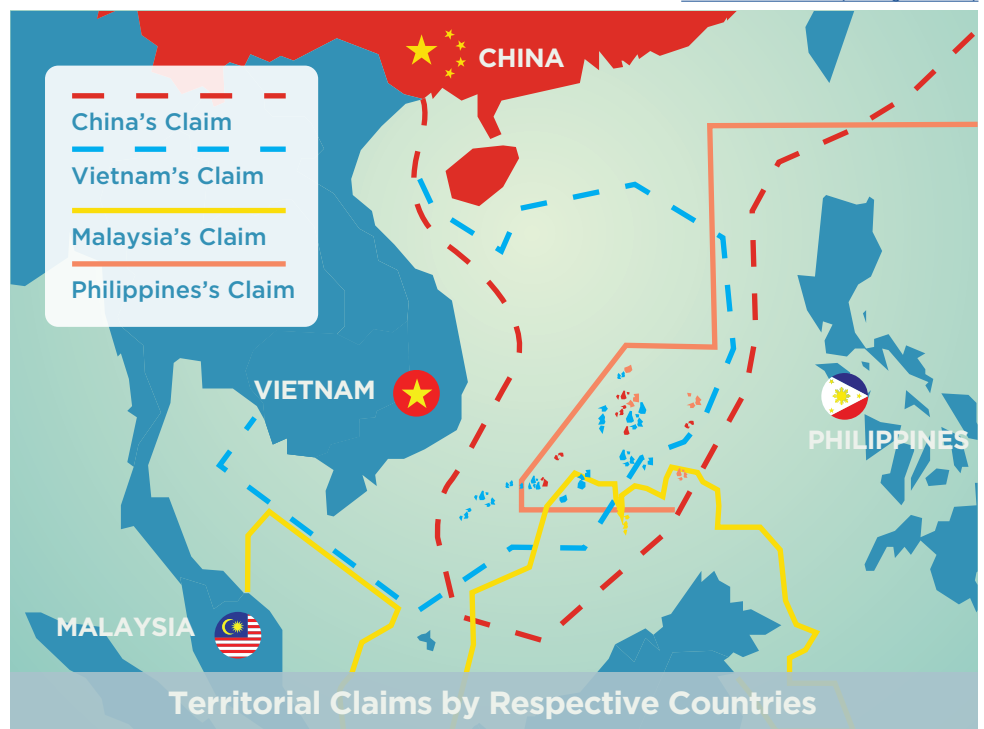 CHINA
China's Claim
Vietnam's Claim
Malaysia's Claim
Philippines's Claim
VIETNAM
PHILIPPINES
MALAYSIA
Territorial Claims by Respective Countries